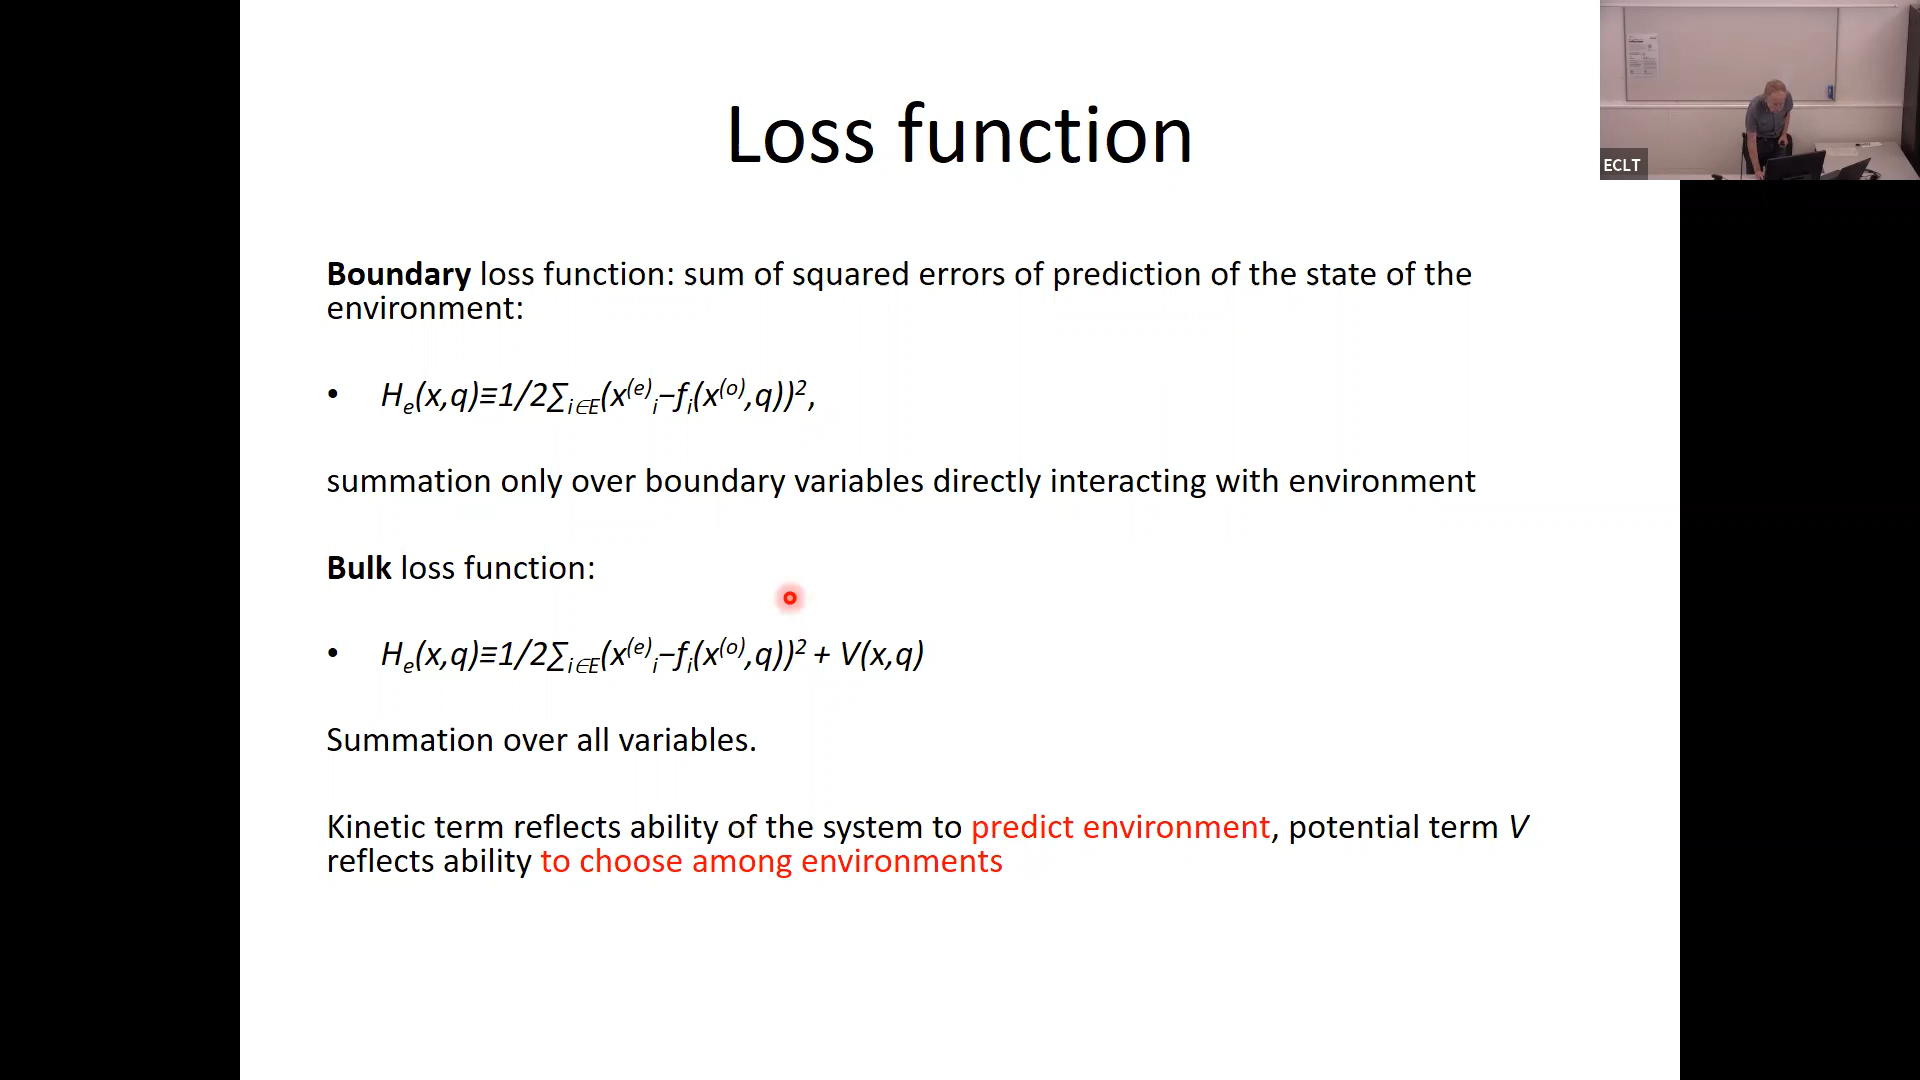 Loss function
ECLT
Boundary loss function: sum of squared errors of prediction of the state of the
environment:
• Hₑ(x,q)≡1/2∑ᵢ∈E(x⁽ᵉ⁾ᵢ−fᵢ(x⁽ᵒ⁾,q))²,
summation only over boundary variables directly interacting with environment
Bulk loss function:
• Hₑ(x,q)≡1/2∑ᵢ∈E(x⁽ᵉ⁾ᵢ−fᵢ(x⁽ᵒ⁾,q))² + V(x,q)
Summation over all variables.
Kinetic term reflects ability of the system to predict environment, potential term V
reflects ability to choose among environments